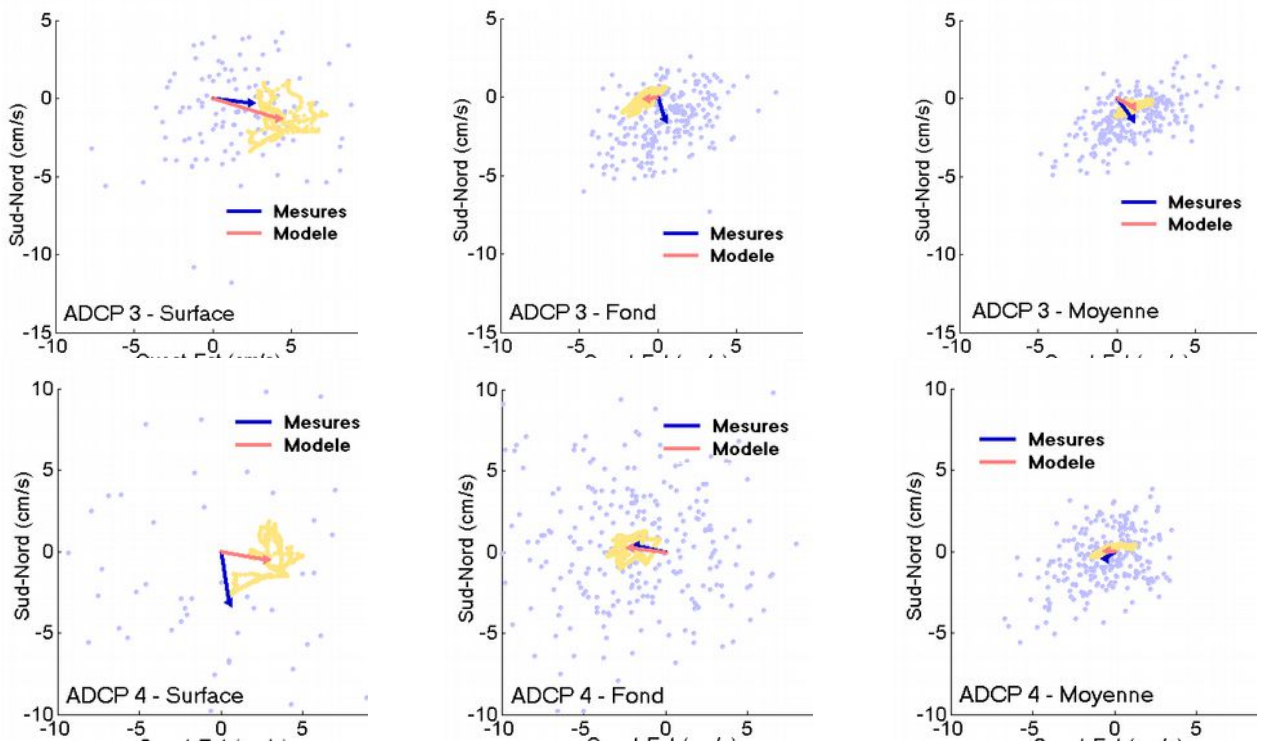 5
0
-5
-10
-15
Sud-Nord (cm/s)
Mesures
Modele
ADCP 3 - Surface
-10 -5 0 5
5
0
-5
-10
-15
Sud-Nord (cm/s)
Mesures
Modele
ADCP 3 - Fond
-10 -5 0 5
5
0
-5
-10
-15
Sud-Nord (cm/s)
Mesures
Modele
ADCP 3 - Moyenne
-10 -5 0 5
10
5
0
-5
-10
Sud-Nord (cm/s)
Mesures
Modele
ADCP 4 - Surface
-10 -5 0 5
10
5
0
-5
-10
Sud-Nord (cm/s)
Mesures
Modele
ADCP 4 - Fond
-10 -5 0 5
10
5
0
-5
-10
Sud-Nord (cm/s)
Mesures
Modele
ADCP 4 - Moyenne
-10 -5 0 5